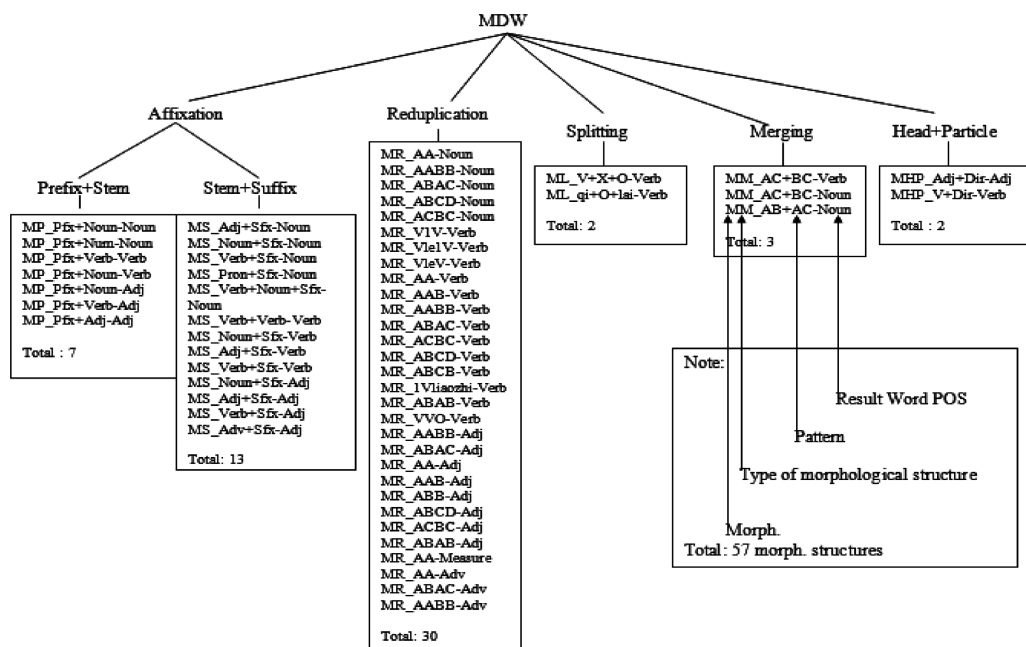 MDW
Affixation
Reduplication
Splitting
Merging
Head+Particle
Prefix+Stem
Stem+Suffix
MP_Pfx+Noun-Noun
MP_Pfx+Num-Noun
MP_Pfx+Verb-Verb
MP_Pfx+Noun-Verb
MP_Pfx+Noun-Adj
MP_Pfx+Verb-Adj
MP_Pfx+Adj-Adj
Total : 7
MS_Adj+Sfx-Noun
MS_Noun+Sfx-Noun
MS_Verb+Sfx-Noun
MS_Pron+Sfx-Noun
MS_Verb+Noun+Sfx-
Noun
MS_Verb+Verb-Verb
MS_Noun+Sfx-Verb
MS_Adj+Sfx-Verb
MS_Verb+Sfx-Verb
MS_Noun+Sfx-Adj
MS_Adj+Sfx-Adj
MS_Verb+Sfx-Adj
MS_Adv+Sfx-Adj
Total: 13
MR_AA-Noun
MR_AABB-Noun
MR_ABAC-Noun
MR_ABCD-Noun
MR_ACBC-Noun
MR_V1V-Verb
MR_Vle1V-Verb
MR_VleV-Verb
MR_AA-Verb
MR_AAB-Verb
MR_AABB-Verb
MR_ABAC-Verb
MR_ACBC-Verb
MR_ABCD-Verb
MR_ABCB-Verb
MR_1Vliaozhi-Verb
MR_ABAB-Verb
MR_VVO-Verb
MR_AABB-Adj
MR_ABAC-Adj
MR_AA-Adj
MR_AAB-Adj
MR_ABB-Adj
MR_ABCD-Adj
MR_ACBC-Adj
MR_ABAB-Adj
MR_AA-Measure
MR_AA-Adv
MR_ABAC-Adv
MR_AABB-Adv
Total: 30
ML_V+X+O-Verb
ML_qi+O+lai-Verb
Total: 2
MM_AC+BC-Verb
MM_AC+BC-Noun
MM_AB+AC-Noun
Total: 3
MHP_Adj+Dir-Adj
MHP_V+Dir-Verb
Total : 2
Note:
Result Word POS
Pattern
Type of morphological structure
Morph.
Total: 57 morph. structures